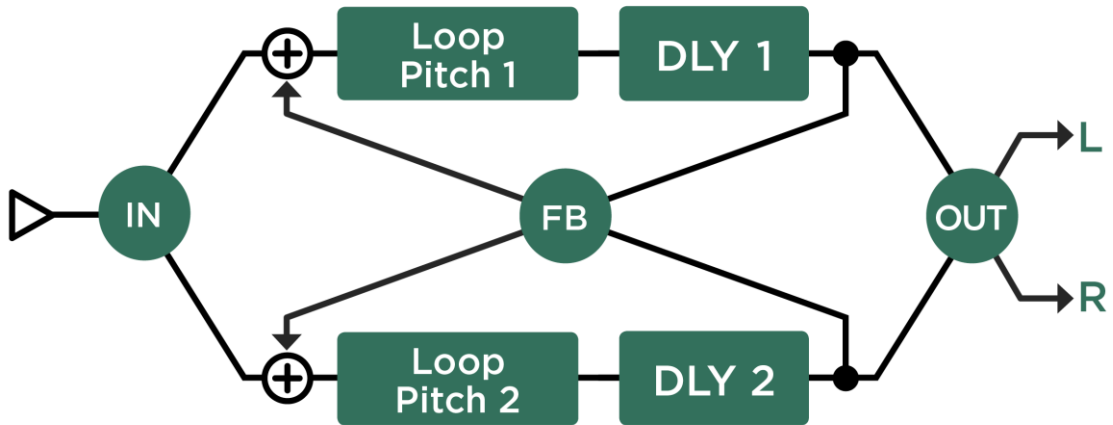 Loop
Pitch 1
DLY 1
L
IN
FB
OUT
R
Loop
Pitch 2
DLY 2